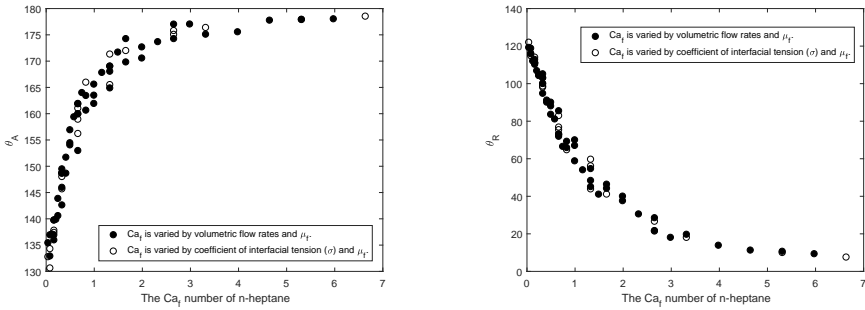 180
175
170
165
160
155
150
145
140
135
130
θA
Caf is varied by volumetric flow rates and μf.
Caf is varied by coefficient of interfacial tension (σ) and μf.
0 1 2 3 4 5 6 7
The Caf number of n-heptane
140
120
100
80
60
40
20
0
θR
Caf is varied by volumetric flow rates and μf.
Caf is varied by coefficient of interfacial tension (σ) and μf.
0 1 2 3 4 5 6 7
The Caf number of n-heptane